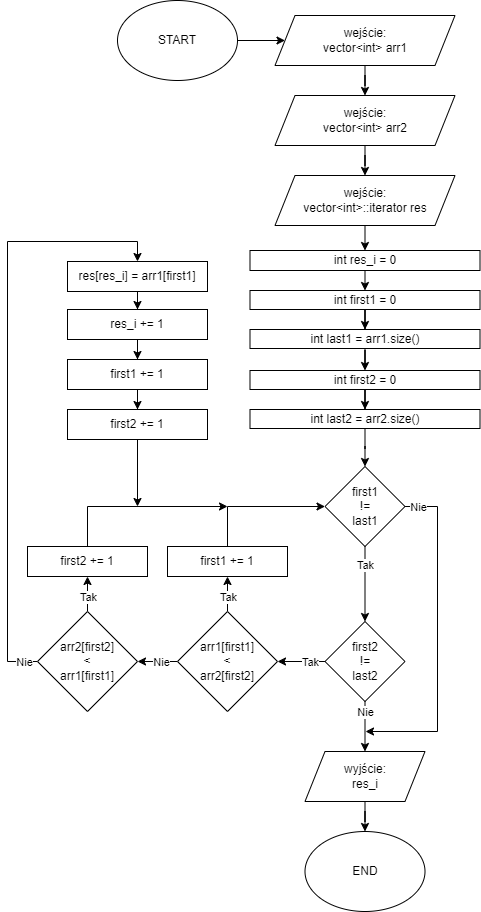 START
wejście:
vector<int> arr1
wejście:
vector<int> arr2
wejście:
vector<int>::iterator res
int res_i = 0
int first1 = 0
int last1 = arr1.size()
int first2 = 0
int last2 = arr2.size()
first1
!=
last1
Nie
Tak
first2
!=
last2
Tak
Nie
arr1[first1]
<
arr2[first2]
Tak
first1 += 1
Nie
arr2[first2]
<
arr1[first1]
Tak
first2 += 1
Nie
res[res_i] = arr1[first1]
res_i += 1
first1 += 1
first2 += 1
wyjście:
res_i
END